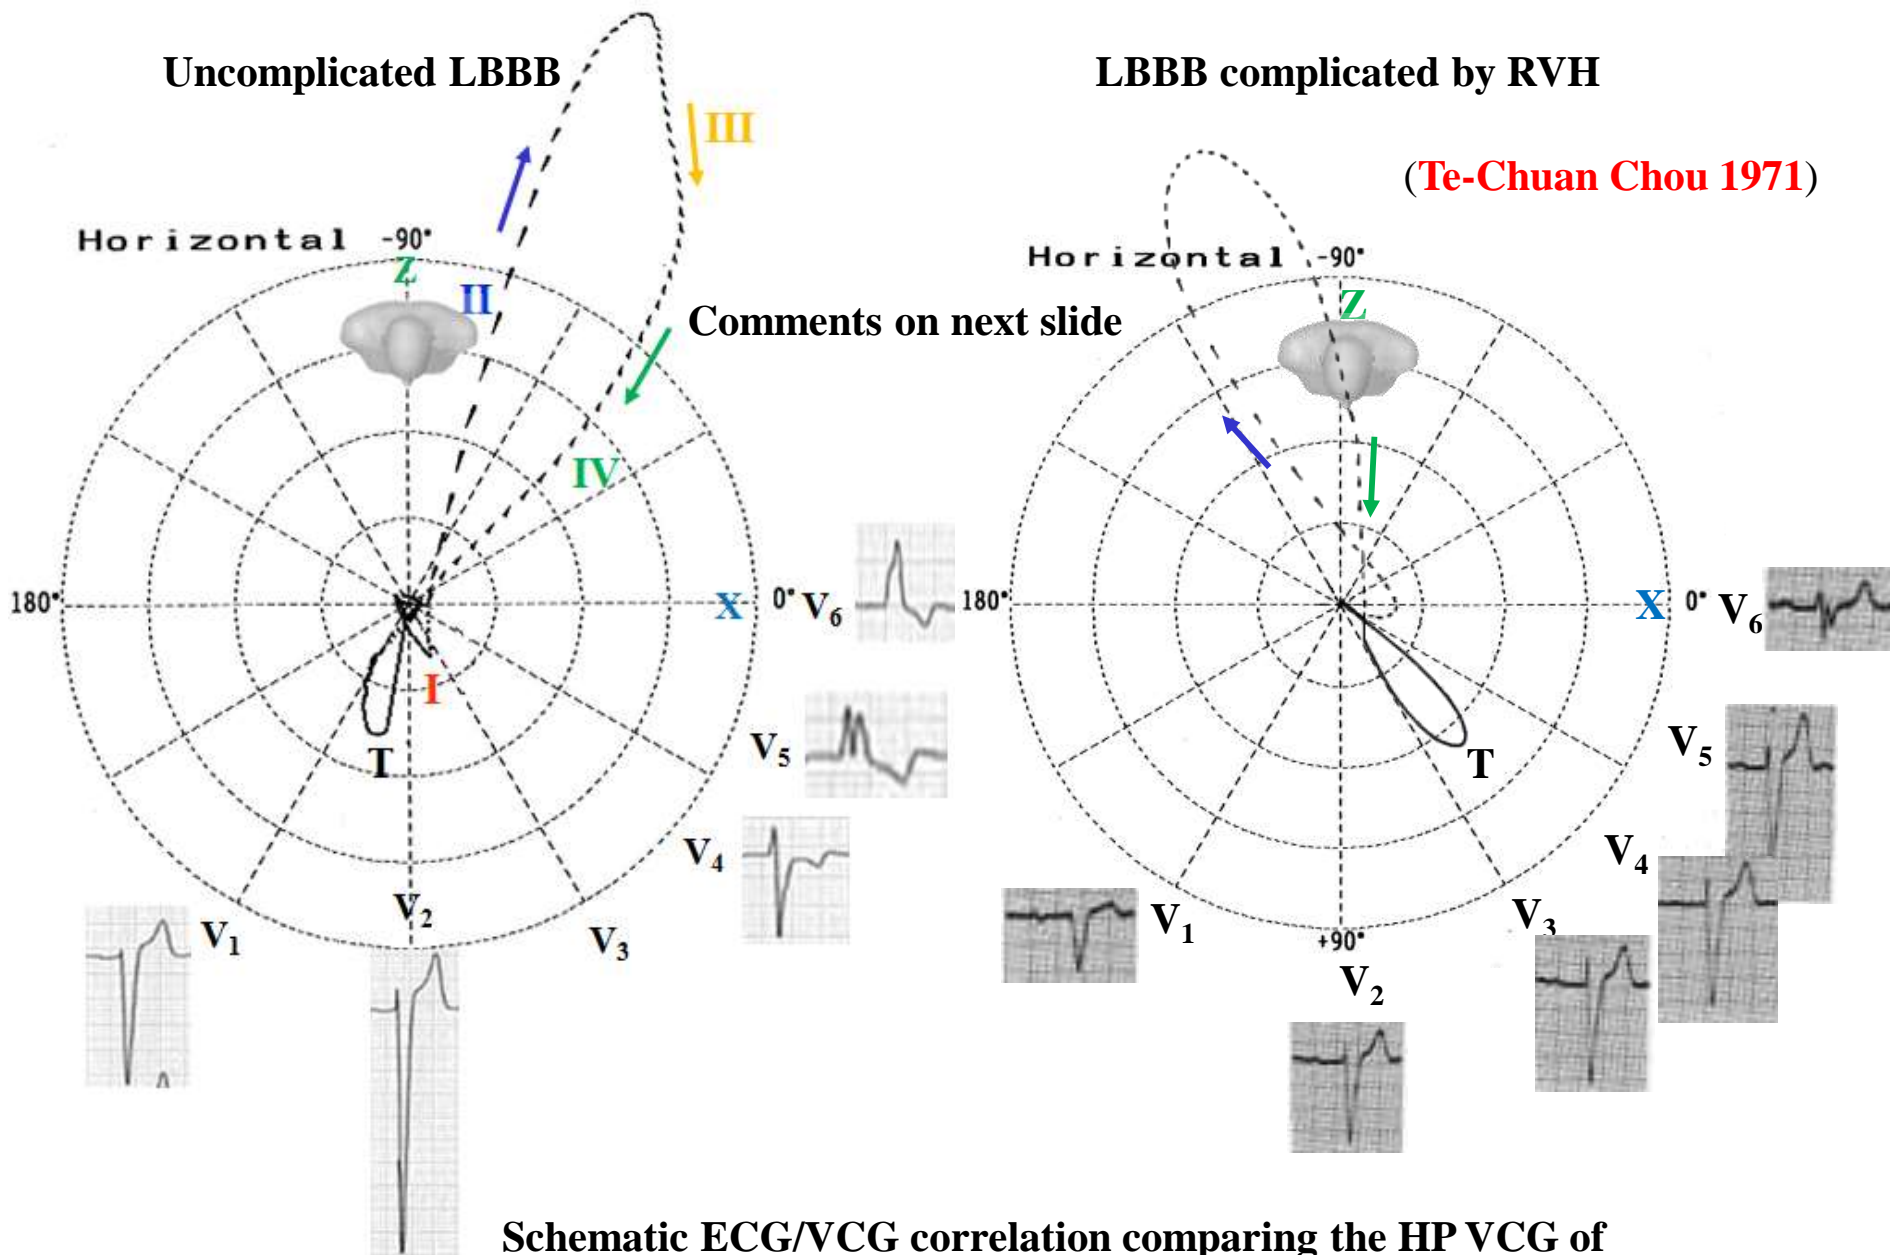 Uncomplicated LBBB
LBBB complicated by RVH
(Te-Chuan Chou 1971)
III
Horizontal -90°
Z
II
Comments on next slide
IV
180°
X
0°
V6
I
T
V5
V4
V1
V2
V3
Horizontal -90°
Z
180°
X
0°
V6
T
V5
V4
V3
V1
+90°
V2
Schematic ECG/VCG correlation comparing the HP VCG of